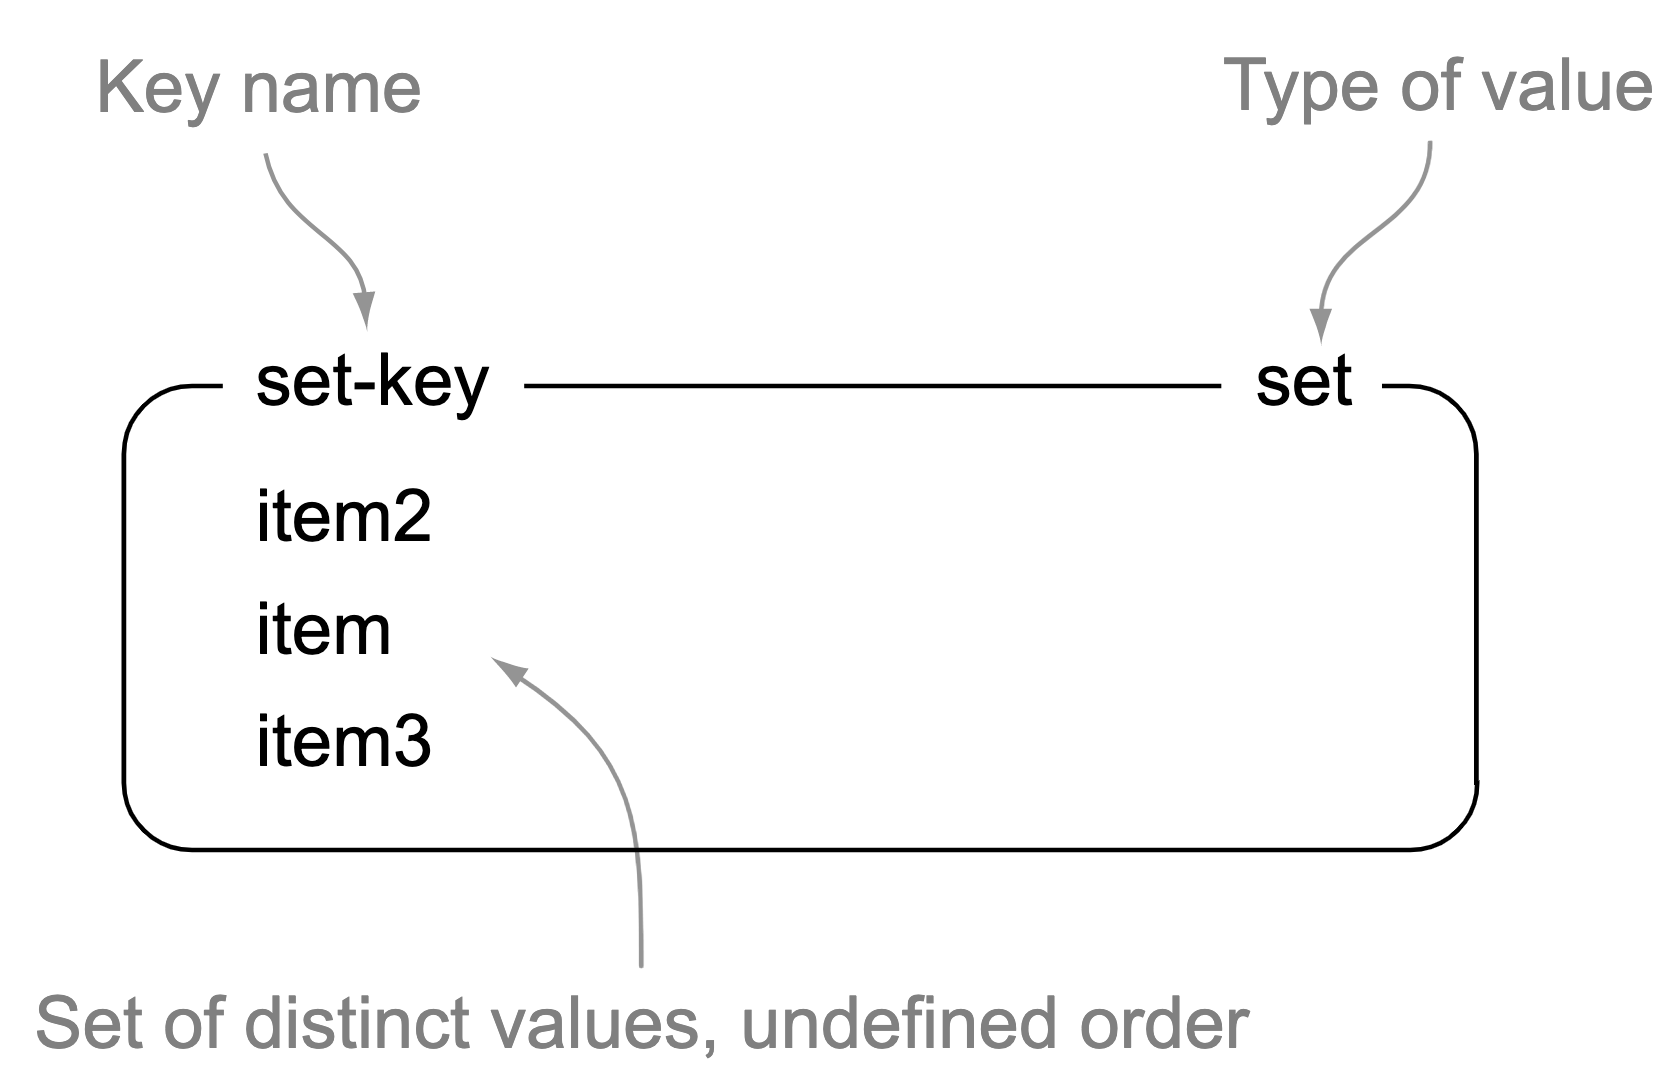 Key name
Type of value
set-key
set
item2
item
item3
Set of distinct values, undefined order